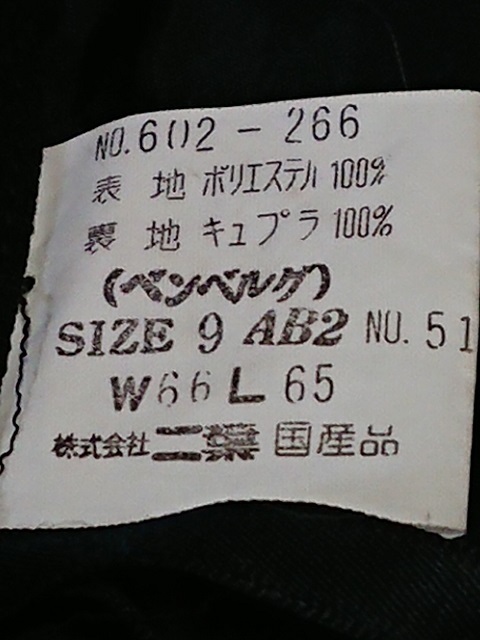 NO.602-266
表地 ポリエステル 100%
裏地 キュプラ 100%
(ベンベルグ)
SIZE 9 AB2 NO.51
W66 L 65
株式会社 二葉 国産品